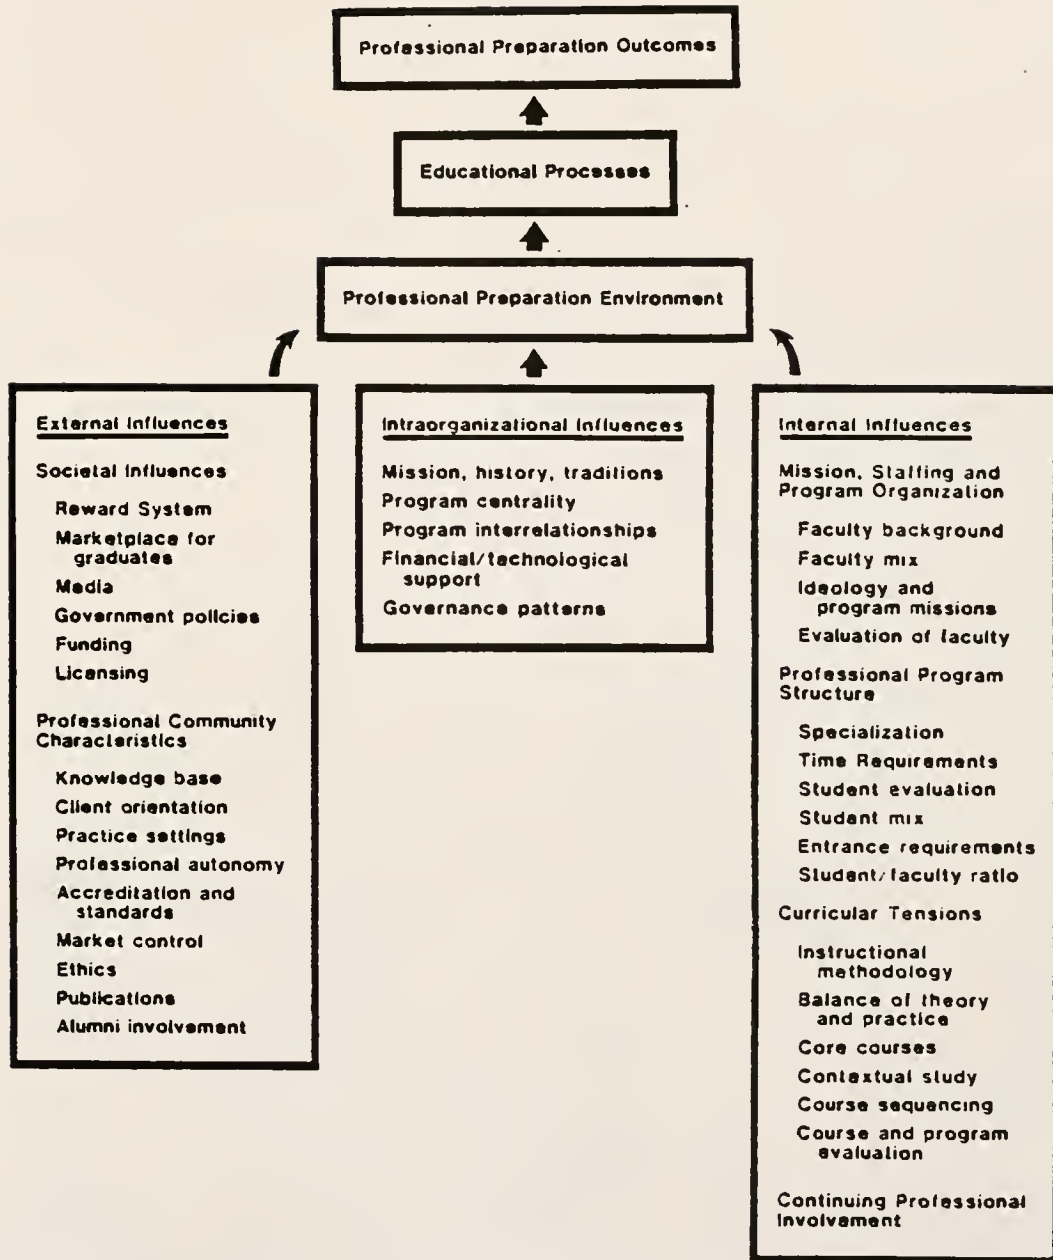 Professional Preparation Outcomes
Educational Processes
Professional Preparation Environment
External Influences
Societal Influences
Reward System
Marketplace for
graduates
Media
Government policies
Funding
Licensing
Professional Community
Characteristics
Knowledge base
Client orientation
Practice settings
Professional autonomy
Accreditation and
standards
Market control
Ethics
Publications
Alumni involvement
Intraorganizational Influences
Mission, history, traditions
Program centrality
Program interrelationships
Financial/technological
support
Governance patterns
Internal Influences
Mission, Staffing and
Program Organization
Faculty background
Faculty mix
Ideology and
program missions
Evaluation of faculty
Professional Program
Structure
Specialization
Time Requirements
Student evaluation
Student mix
Entrance requirements
Student/faculty ratio
Curricular Tensions
Instructional
methodology
Balance of theory
and practice
Core courses
Contextual study
Course sequencing
Course and program
evaluation
Continuing Professional
Involvement